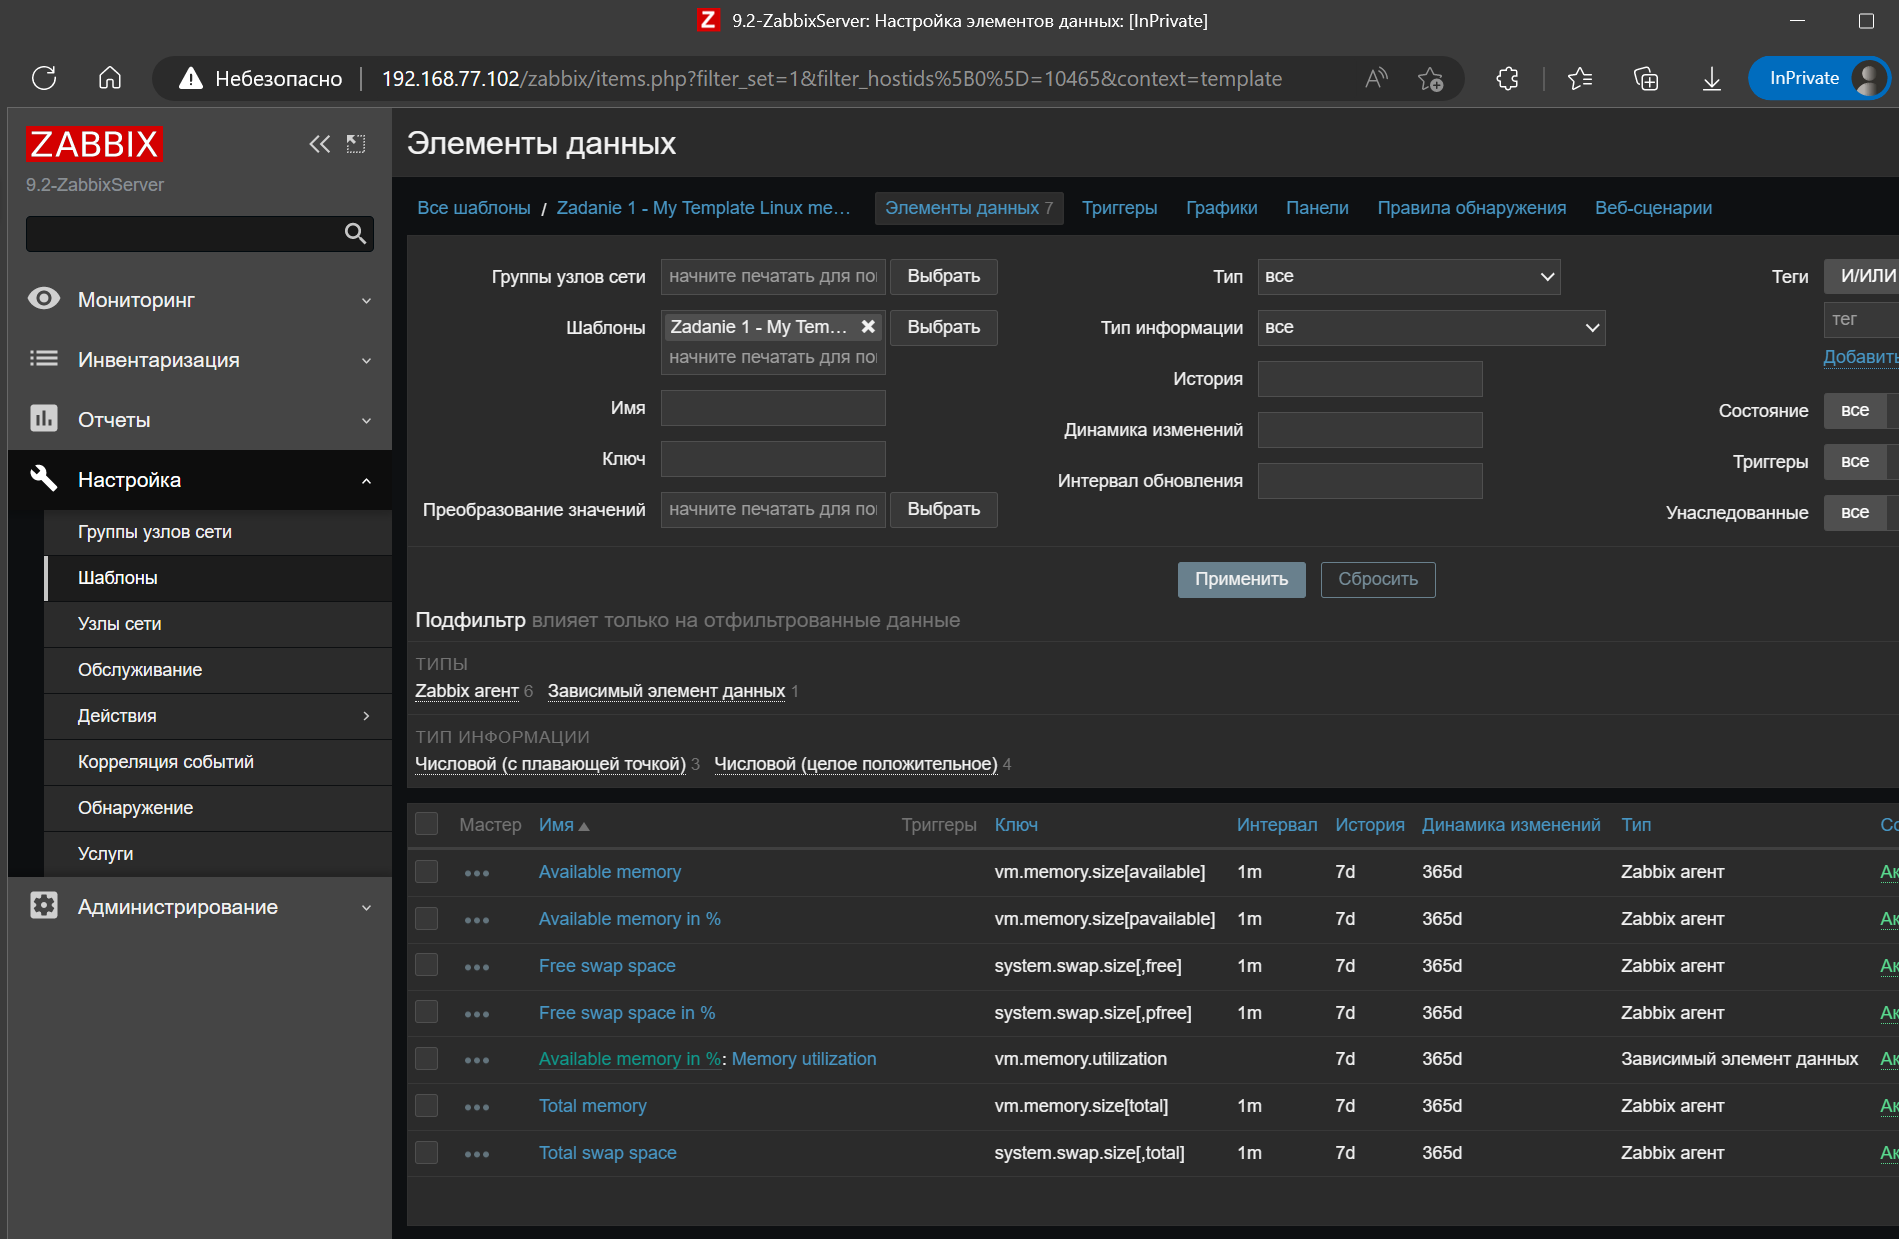 9.2-ZabbixServer: Настройка элементов данных: [InPrivate]
Небезопасно 192.168.77.102/zabbix/items.php?filter_set=1&filter_hostids%5B0%5D=10465&context=template InPrivate
ZABBIX
9.2-ZabbixServer
Мониторинг
Инвентаризация
Отчеты
Настройка
Группы узлов сети
Шаблоны
Узлы сети
Обслуживание
Действия
Корреляция событий
Обнаружение
Услуги
Администрирование
Элементы данных
Все шаблоны / Zadanie 1 - My Template Linux me… Элементы данных 7 Триггеры Графики Панели Правила обнаружения Веб-сценарии
Группы узлов сети начните печатать для по Выбрать
Шаблоны Zadanie 1 - My Tem… Выбрать
начните печатать для по
Имя
Ключ
Преобразование значений начните печатать для по Выбрать
Тип все
Тип информации все
История
Динамика изменений
Интервал обновления
Теги И/ИЛИ
тег
Добавить
Состояние все
Триггеры все
Унаследованные все
Применить Сбросить
Подфильтр влияет только на отфильтрованные данные
ТИПЫ
Zabbix агент 6 Зависимый элемент данных 1
ТИП ИНФОРМАЦИИ
Числовой (с плавающей точкой) 3 Числовой (целое положительное) 4
Мастер Имя Триггеры Ключ Интервал История Динамика изменений Тип Со
Available memory vm.memory.size[available] 1m 7d 365d Zabbix агент Ак
Available memory in % vm.memory.size[pavailable] 1m 7d 365d Zabbix агент Ак
Free swap space system.swap.size[,free] 1m 7d 365d Zabbix агент Ак
Free swap space in % system.swap.size[,pfree] 1m 7d 365d Zabbix агент Ак
Available memory in %: Memory utilization vm.memory.utilization 7d 365d Зависимый элемент данных Ак
Total memory vm.memory.size[total] 1m 7d 365d Zabbix агент Ак
Total swap space system.swap.size[,total] 1m 7d 365d Zabbix агент Ак